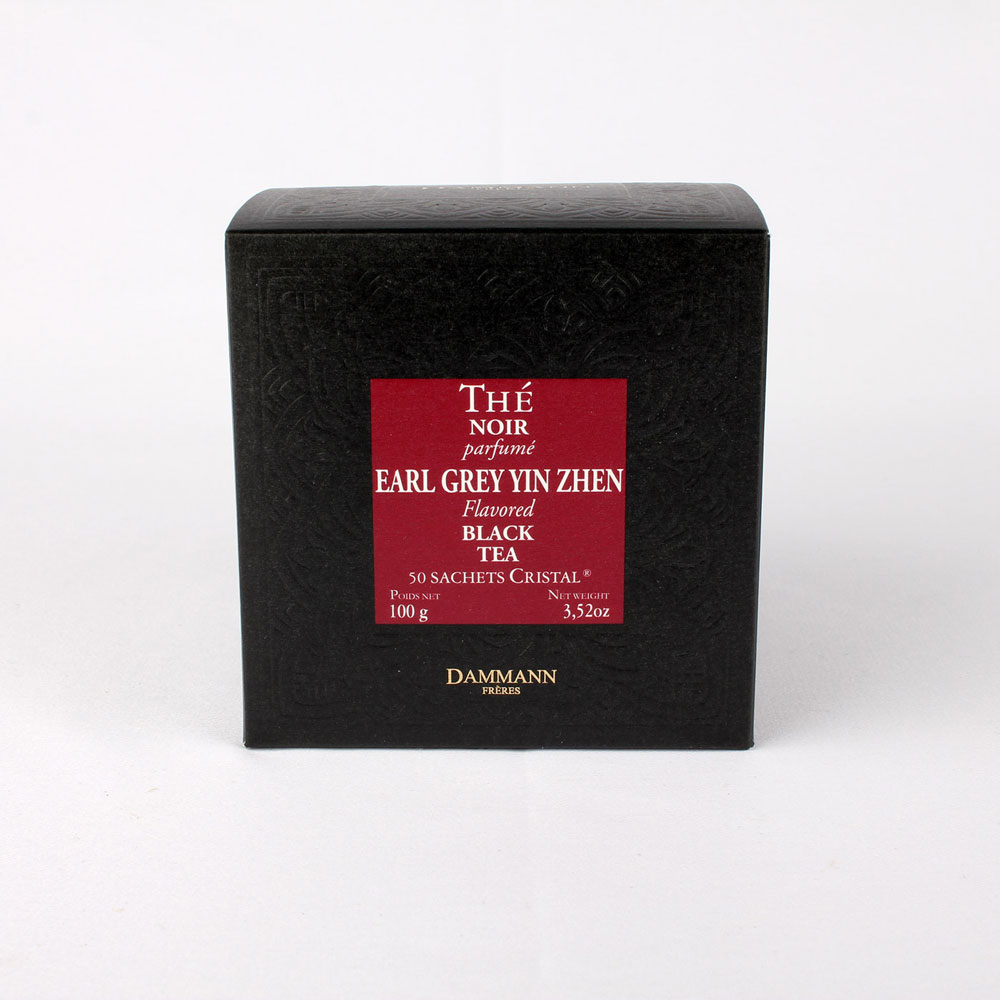 THÉ
NOIR
parfumé
EARL GREY YIN ZHEN
Flavored
BLACK
TEA
50 SACHETS CRISTAL®
POIDS NET NET WEIGHT
100 g 3,52oz
DAMMANN
FRÈRES